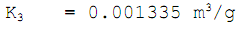 K₃ = 0.001335 m³/g